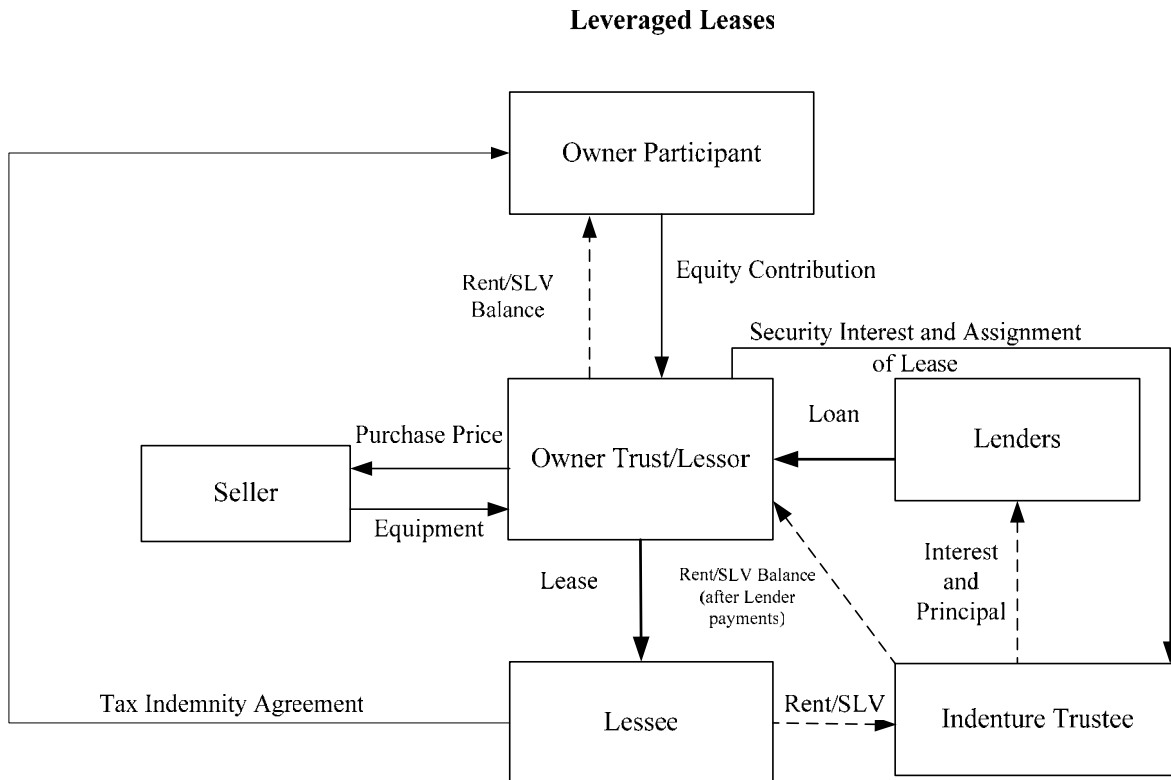 Leveraged Leases
Owner Participant
Rent/SLV
Balance
Equity Contribution
Security Interest and Assignment
of Lease
Purchase Price
Owner Trust/Lessor
Loan
Lenders
Seller
Equipment
Lease
Rent/SLV Balance
(after Lender
payments)
Interest
and
Principal
Tax Indemnity Agreement
Lessee
Rent/SLV
Indenture Trustee